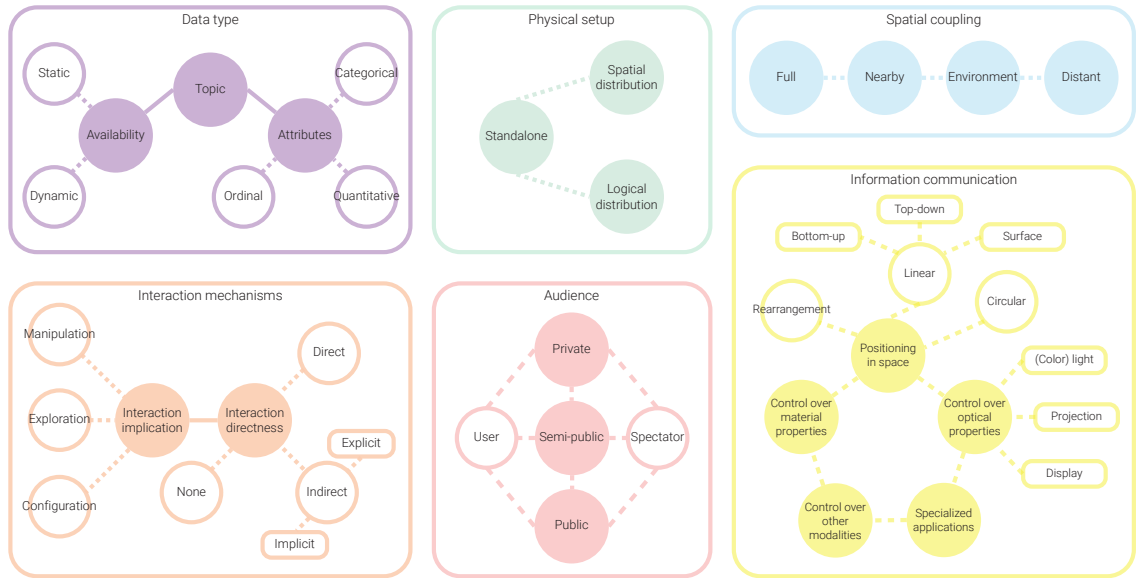 Data type
Static
Topic
Categorical
Availability
Attributes
Dynamic
Ordinal
Quantitative
Physical setup
Spatial
distribution
Standalone
Logical
distribution
Spatial coupling
Full
Nearby
Environment
Distant
Information communication
Top-down
Bottom-up
Surface
Linear
Rearrangement
Circular
Positioning
in space
(Color) light
Control over
material
properties
Control over
optical
properties
Projection
Display
Control over
other
modalities
Specialized
applications
Interaction mechanisms
Manipulation
Direct
Exploration
Interaction
implication
Interaction
directness
Explicit
Configuration
None
Indirect
Implicit
Audience
Private
User
Semi-public
Spectator
Public